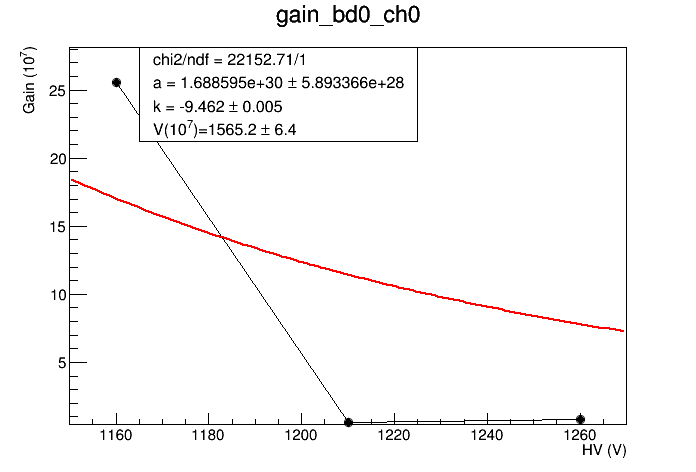 gain_bd0_ch0
Gain (10⁷)
chi2/ndf = 22152.71/1
a = 1.688595e+30 ± 5.893366e+28
k = -9.462 ± 0.005
V(10⁷)=1565.2 ± 6.4
25
20
15
10
5
1160 1180 1200 1220 1240 1260
HV (V)